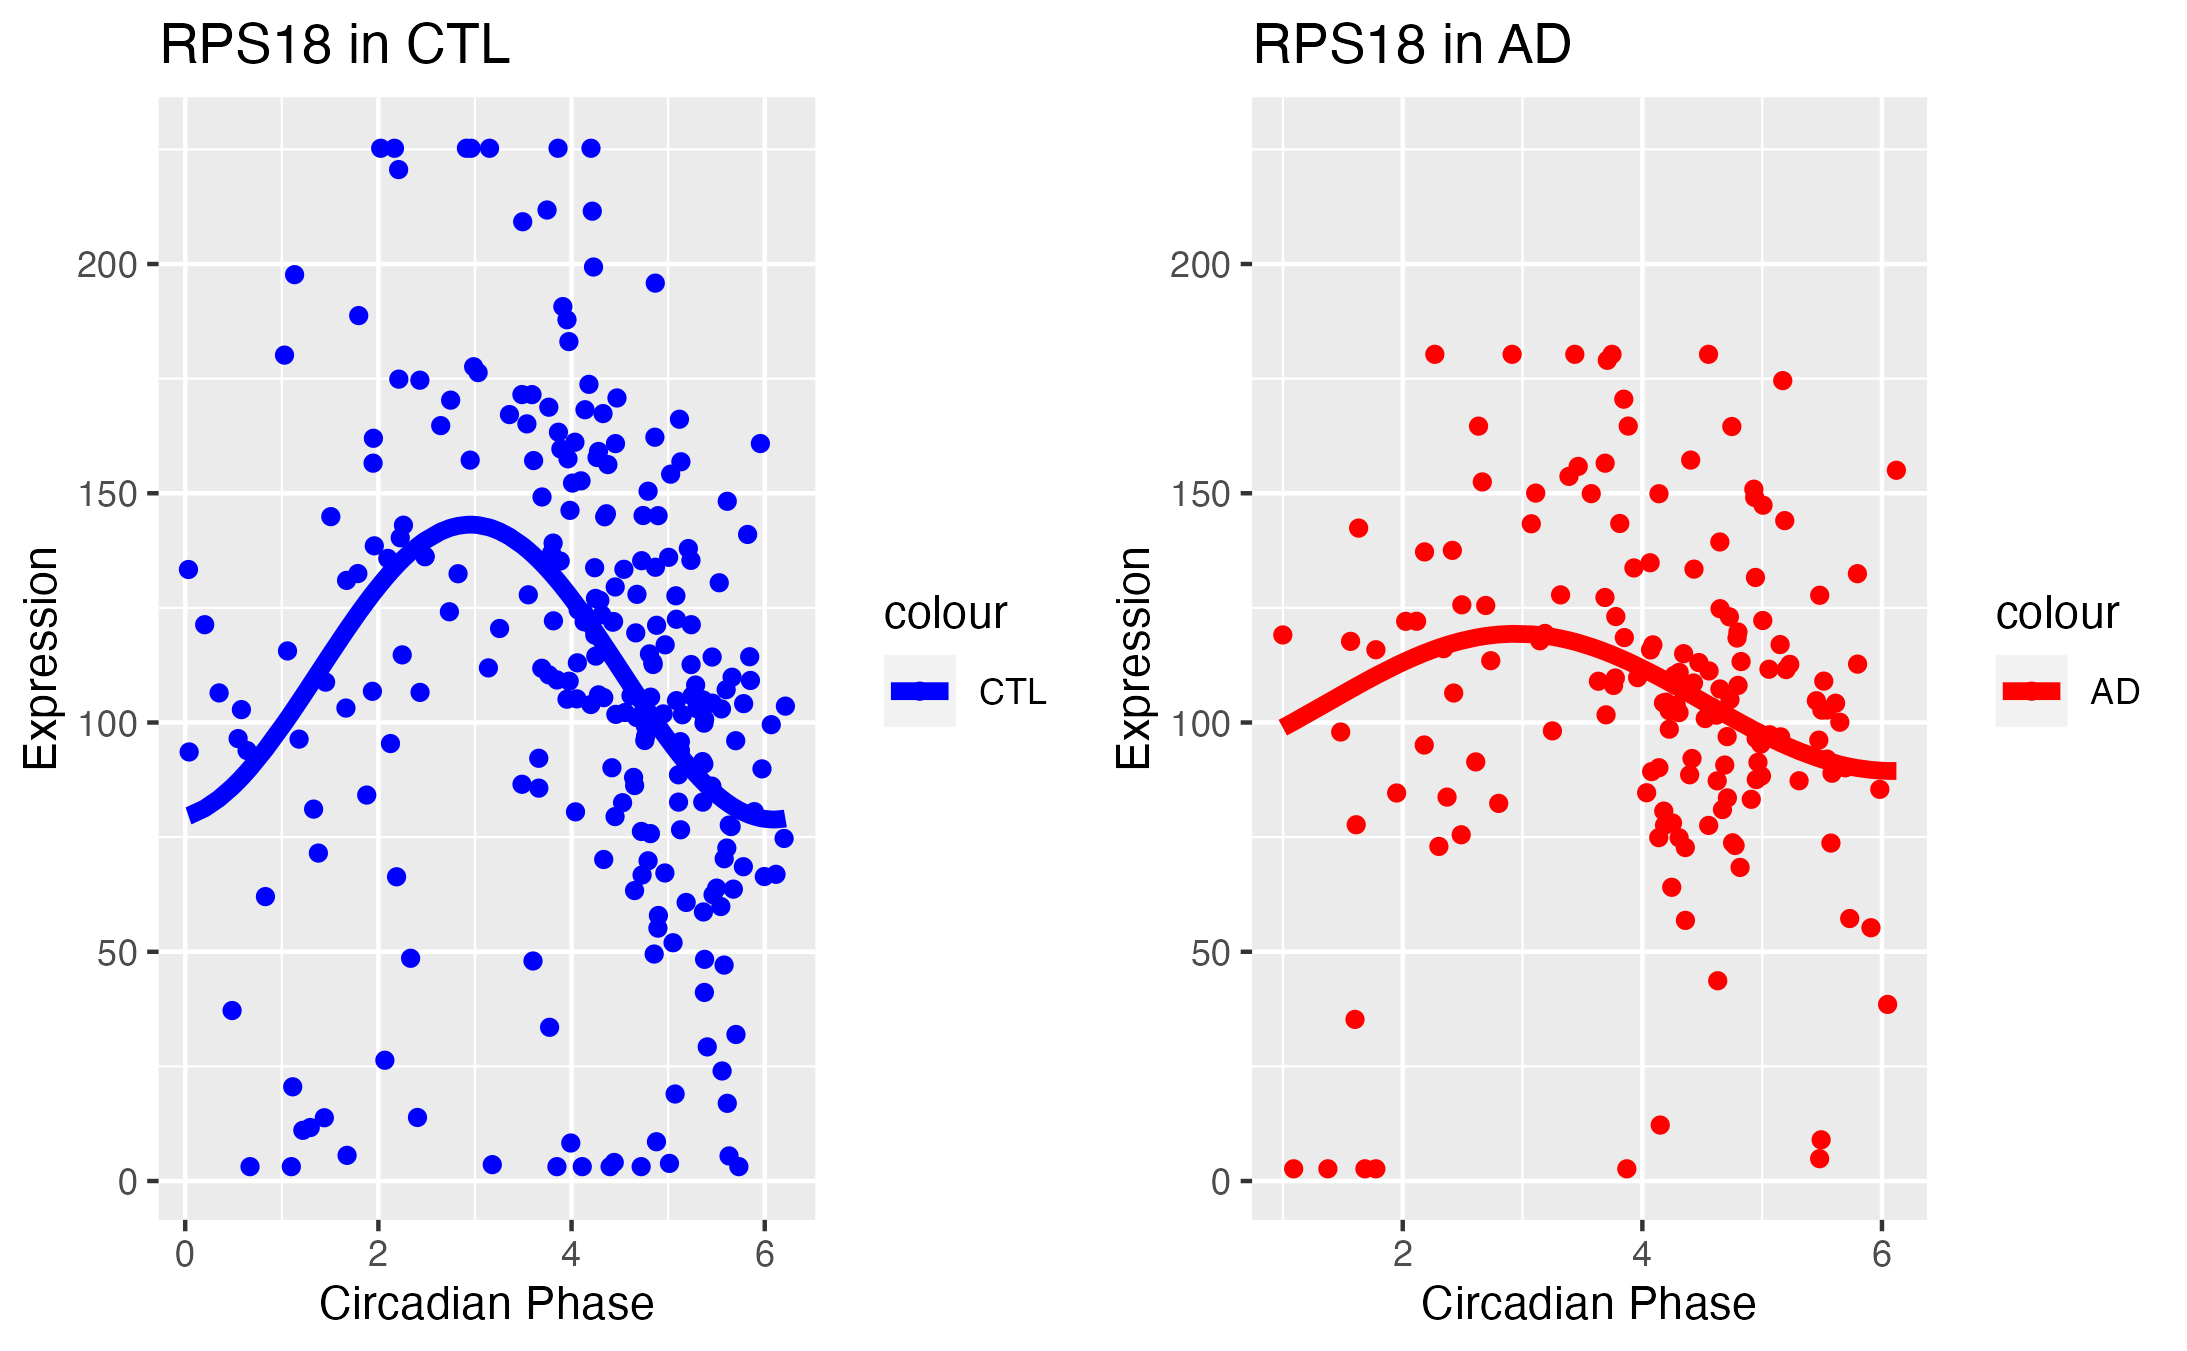 RPS18 in CTL
Expression
200
150
100
50
0
0 2 4 6
Circadian Phase
colour
CTL
RPS18 in AD
Expression
200
150
100
50
0
2 4 6
Circadian Phase
colour
AD